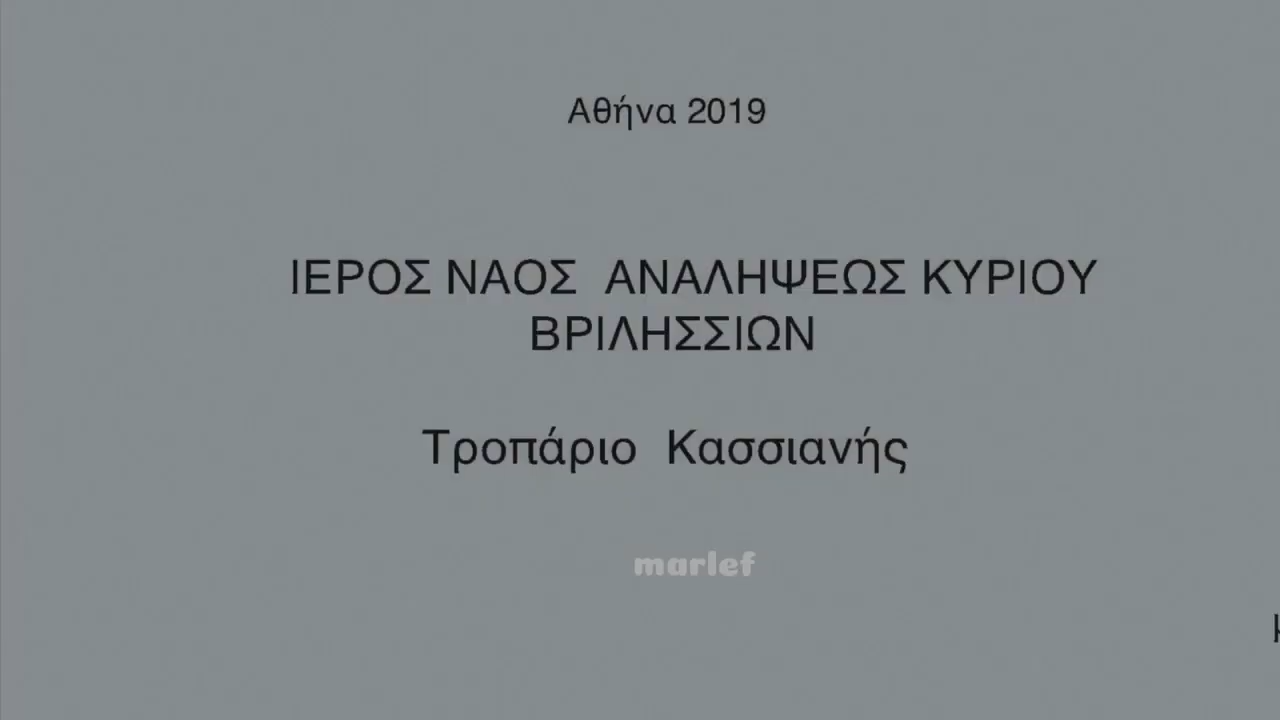 Αθήνα 2019
ΙΕΡΟΣ ΝΑΟΣ ΑΝΑΛΗΨΕΩΣ ΚΥΡΙΟΥ
ΒΡΙΛΗΣΣΙΩΝ
Τροπάριο Κασσιανής
marlef